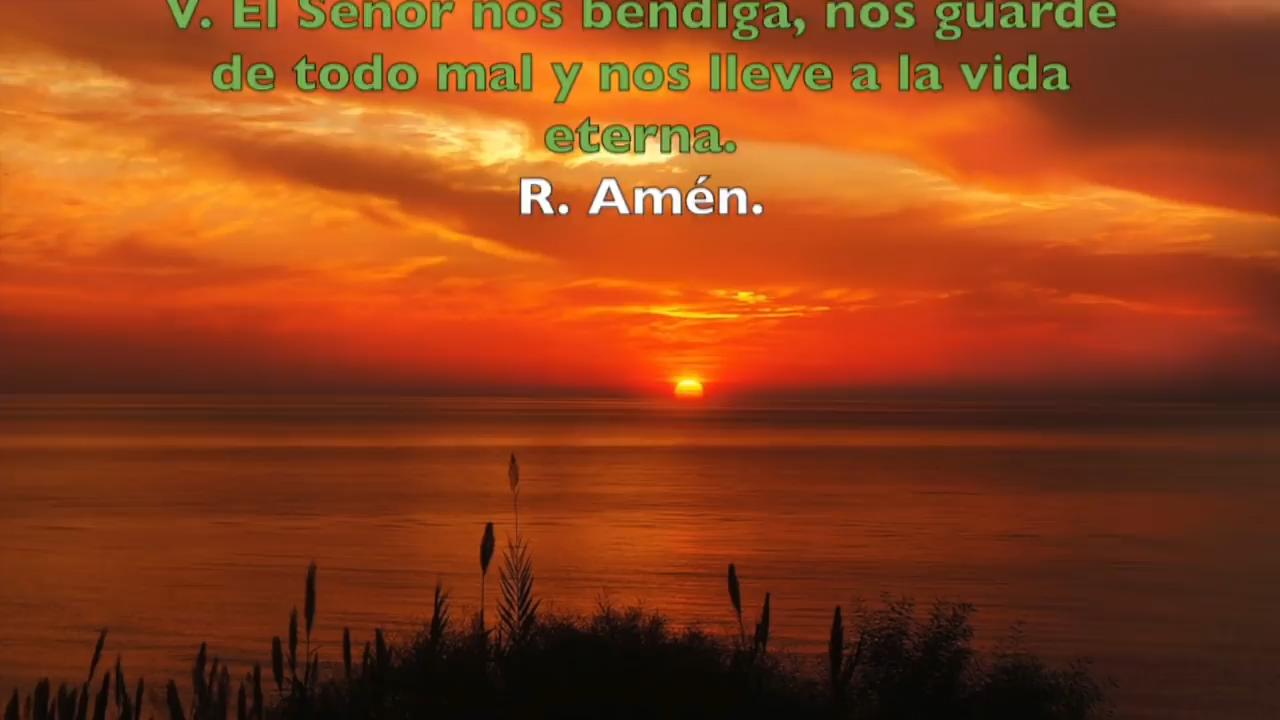 V. El Señor nos bendiga, nos guarde
de todo mal y nos lleve a la vida
eterna.
R. Amén.